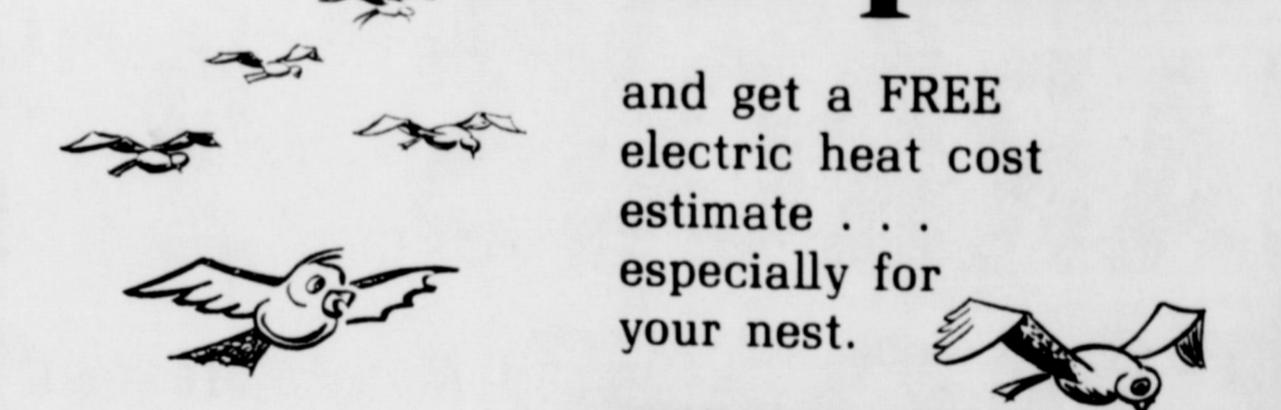 and get a FREE
electric heat cost
estimate . . .
especially for
your nest.